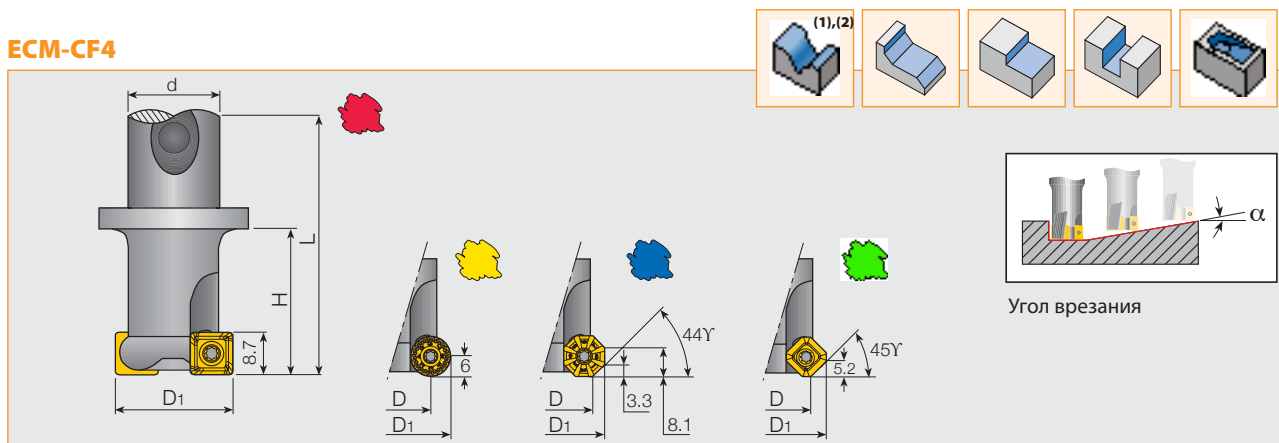 ECM-CF4
(1),(2)
d
L
H
8.7
D1
6
D
D1
44ϒ
3.3
8.1
D
D1
45ϒ
5.2
D
D1
α
Угол врезания